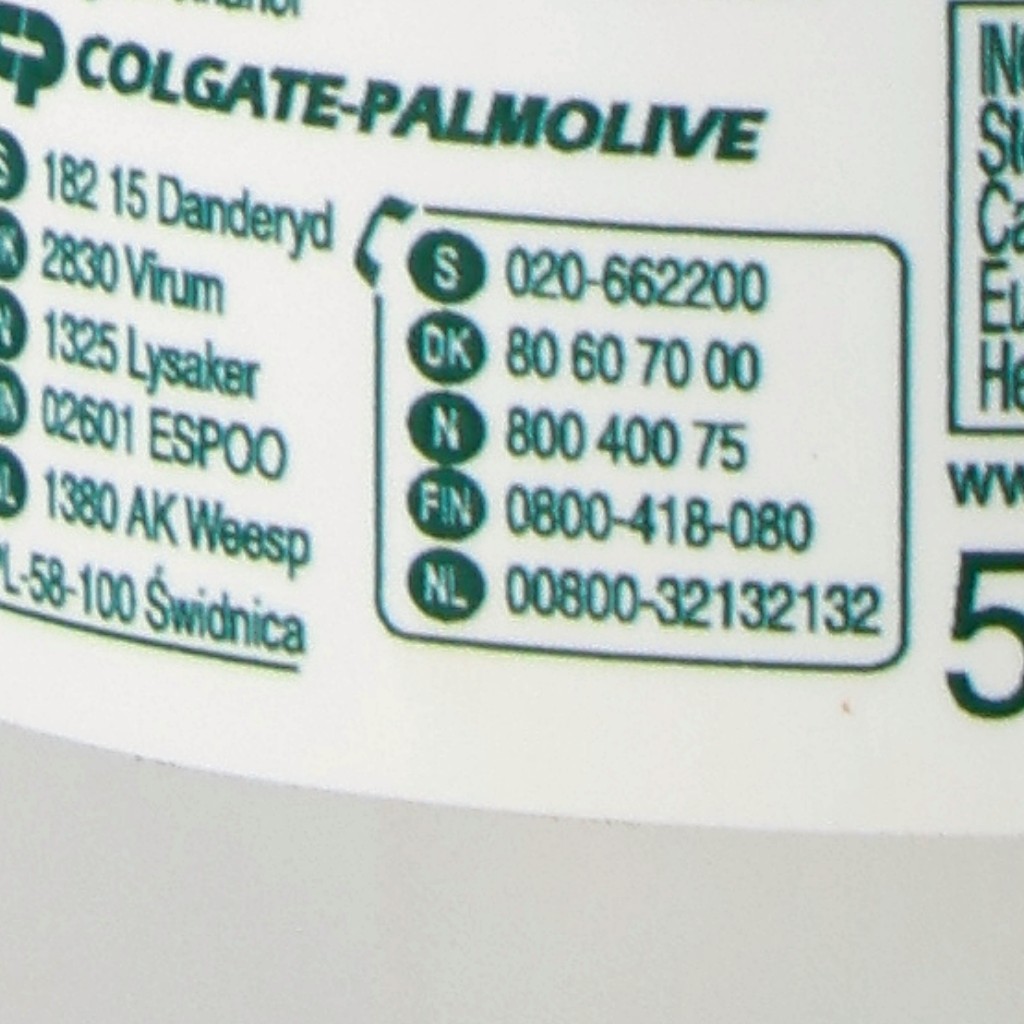 COLGATE-PALMOLIVE
S 182 15 Danderyd
2830 Virum
N 1325 Lysaker
02601 ESPOO
1380 AK Weesp
PL-58-100 Świdnica
S 020-662200
DK 80 60 70 00
N 800 400 75
FIN 0800-418-080
NL 00800-32132132
5